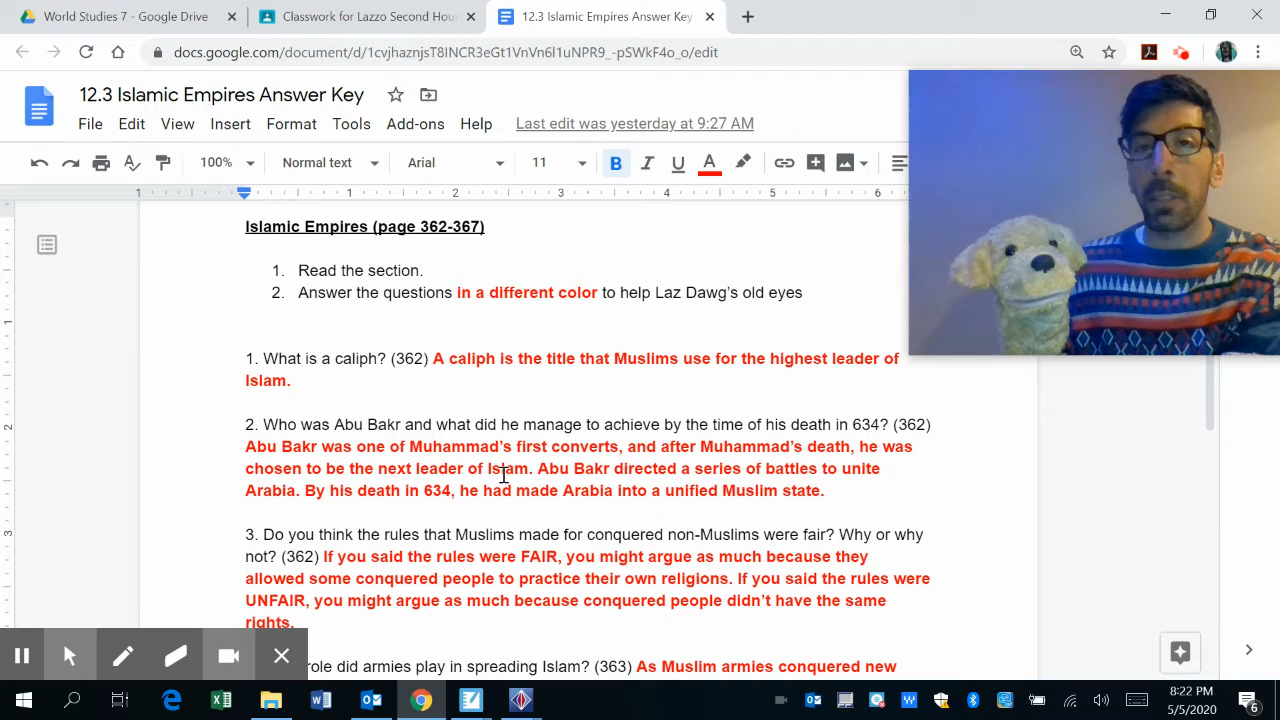 World Studies 7 - Google Drive
Classwork for Lazzo Second Hour
12.3 Islamic Empires Answer Key
docs.google.com/document/d/1cvjhaznjsT8INCR3eGt1VnVn6l1uNPR9_-pSWkF4o_o/edit
12.3 Islamic Empires Answer Key
File Edit View Insert Format Tools Add-ons Help Last edit was yesterday at 9:27 AM
100% Normal text Arial 11 B I U A
1 1 2 3 4 5 6
Islamic Empires (page 362-367)
1. Read the section.
2. Answer the questions in a different color to help Laz Dawg's old eyes
1. What is a caliph? (362) A caliph is the title that Muslims use for the highest leader of
Islam.
2. Who was Abu Bakr and what did he manage to achieve by the time of his death in 634? (362)
Abu Bakr was one of Muhammad's first converts, and after Muhammad's death, he was
chosen to be the next leader of Islam. Abu Bakr directed a series of battles to unite
Arabia. By his death in 634, he had made Arabia into a unified Muslim state.
3. Do you think the rules that Muslims made for conquered non-Muslims were fair? Why or why
not? (362) If you said the rules were FAIR, you might argue as much because they
allowed some conquered people to practice their own religions. If you said the rules were
UNFAIR, you might argue as much because conquered people didn't have the same
rights.
role did armies play in spreading Islam? (363) As Muslim armies conquered new
1
2
3
8:22 PM
5/5/2020
6